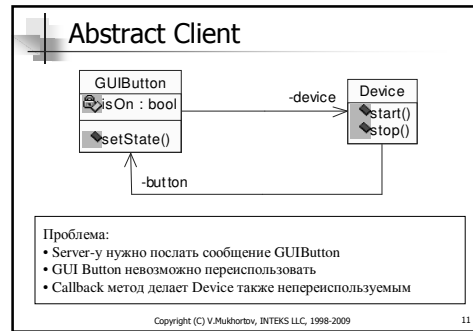 Abstract Client
GUIButton
isOn : bool
setState()
-device
Device
start()
stop()
-button
Проблема:
• Server-у нужно послать сообщение GUIButton
• GUI Button невозможно переиспользовать
• Callback метод делает Device также непереиспользуемым
Copyright (C) V.Mukhortov, INTEKS LLC, 1998-2009
11